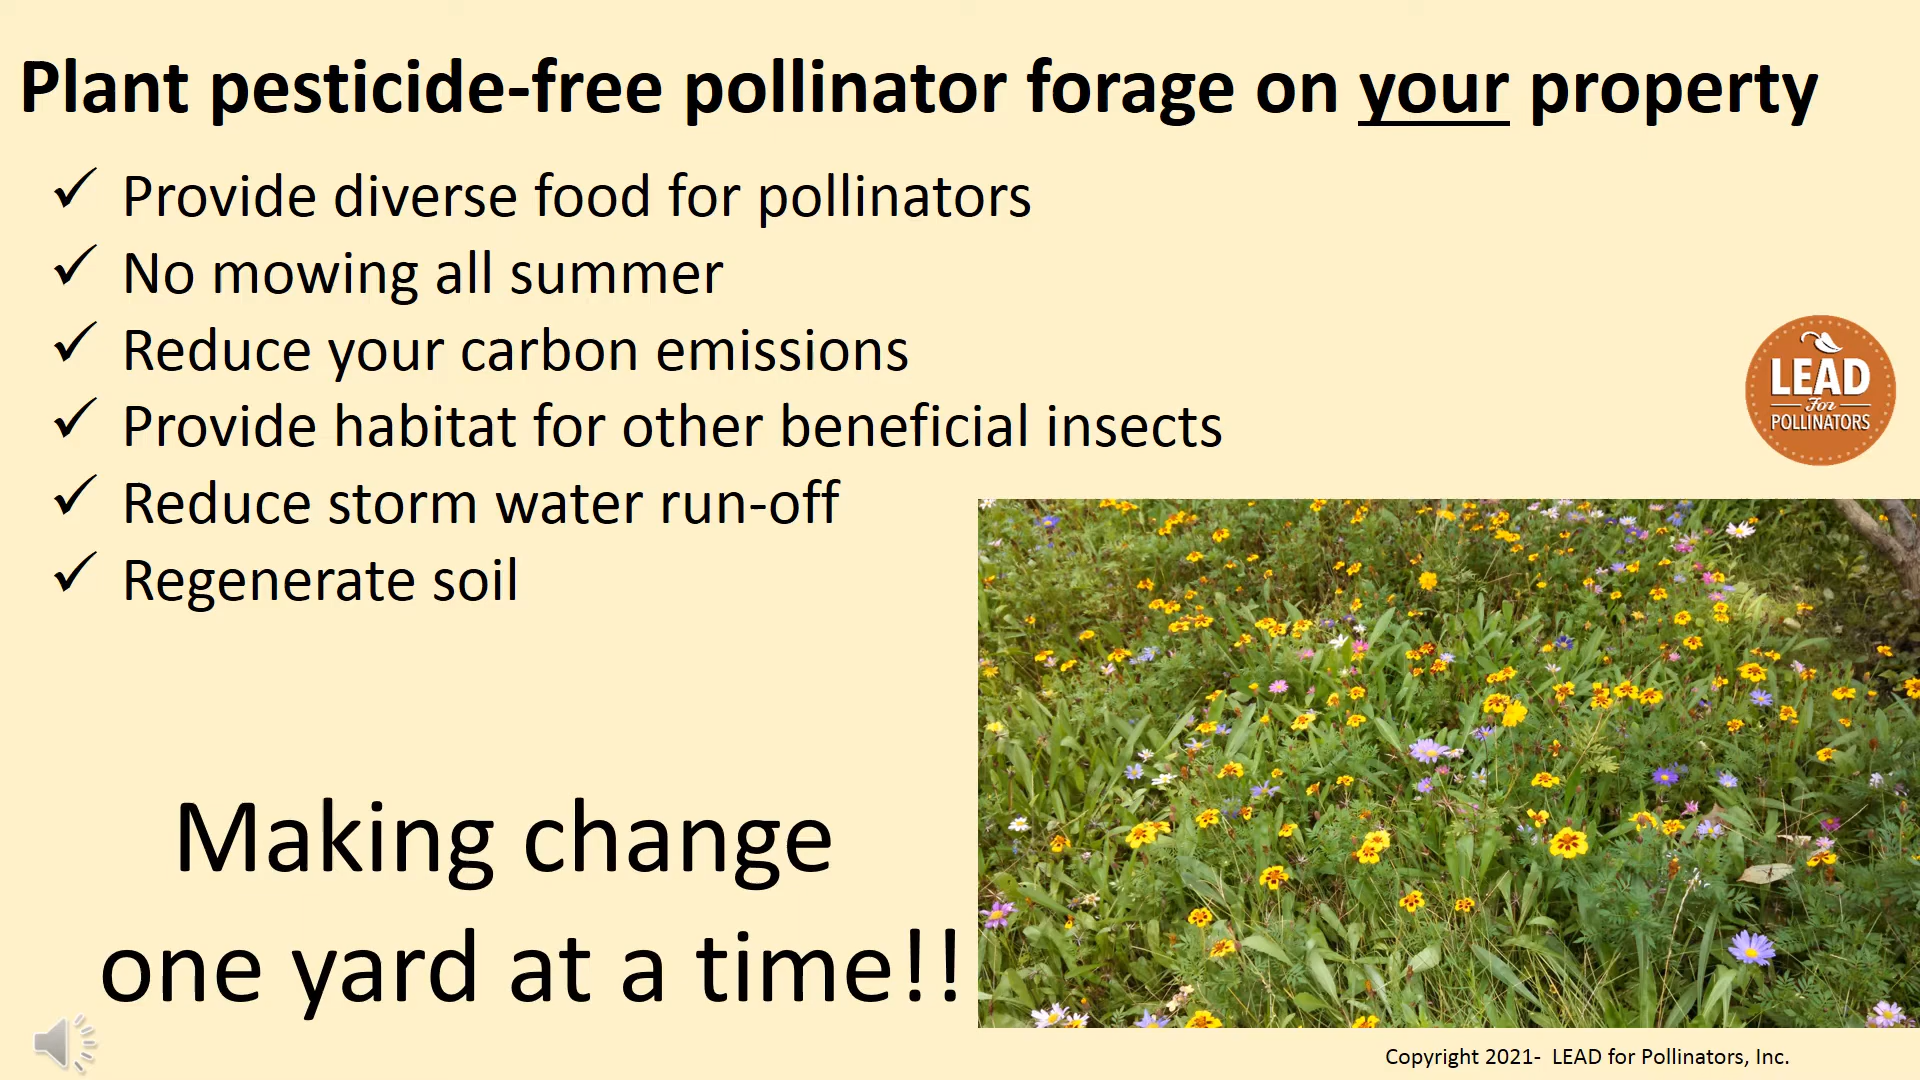 Plant pesticide-free pollinator forage on your property
✓ Provide diverse food for pollinators
✓ No mowing all summer
✓ Reduce your carbon emissions
✓ Provide habitat for other beneficial insects
✓ Reduce storm water run-off
✓ Regenerate soil
LEAD
For
POLLINATORS
Making change
one yard at a time!!
Copyright 2021- LEAD for Pollinators, Inc.